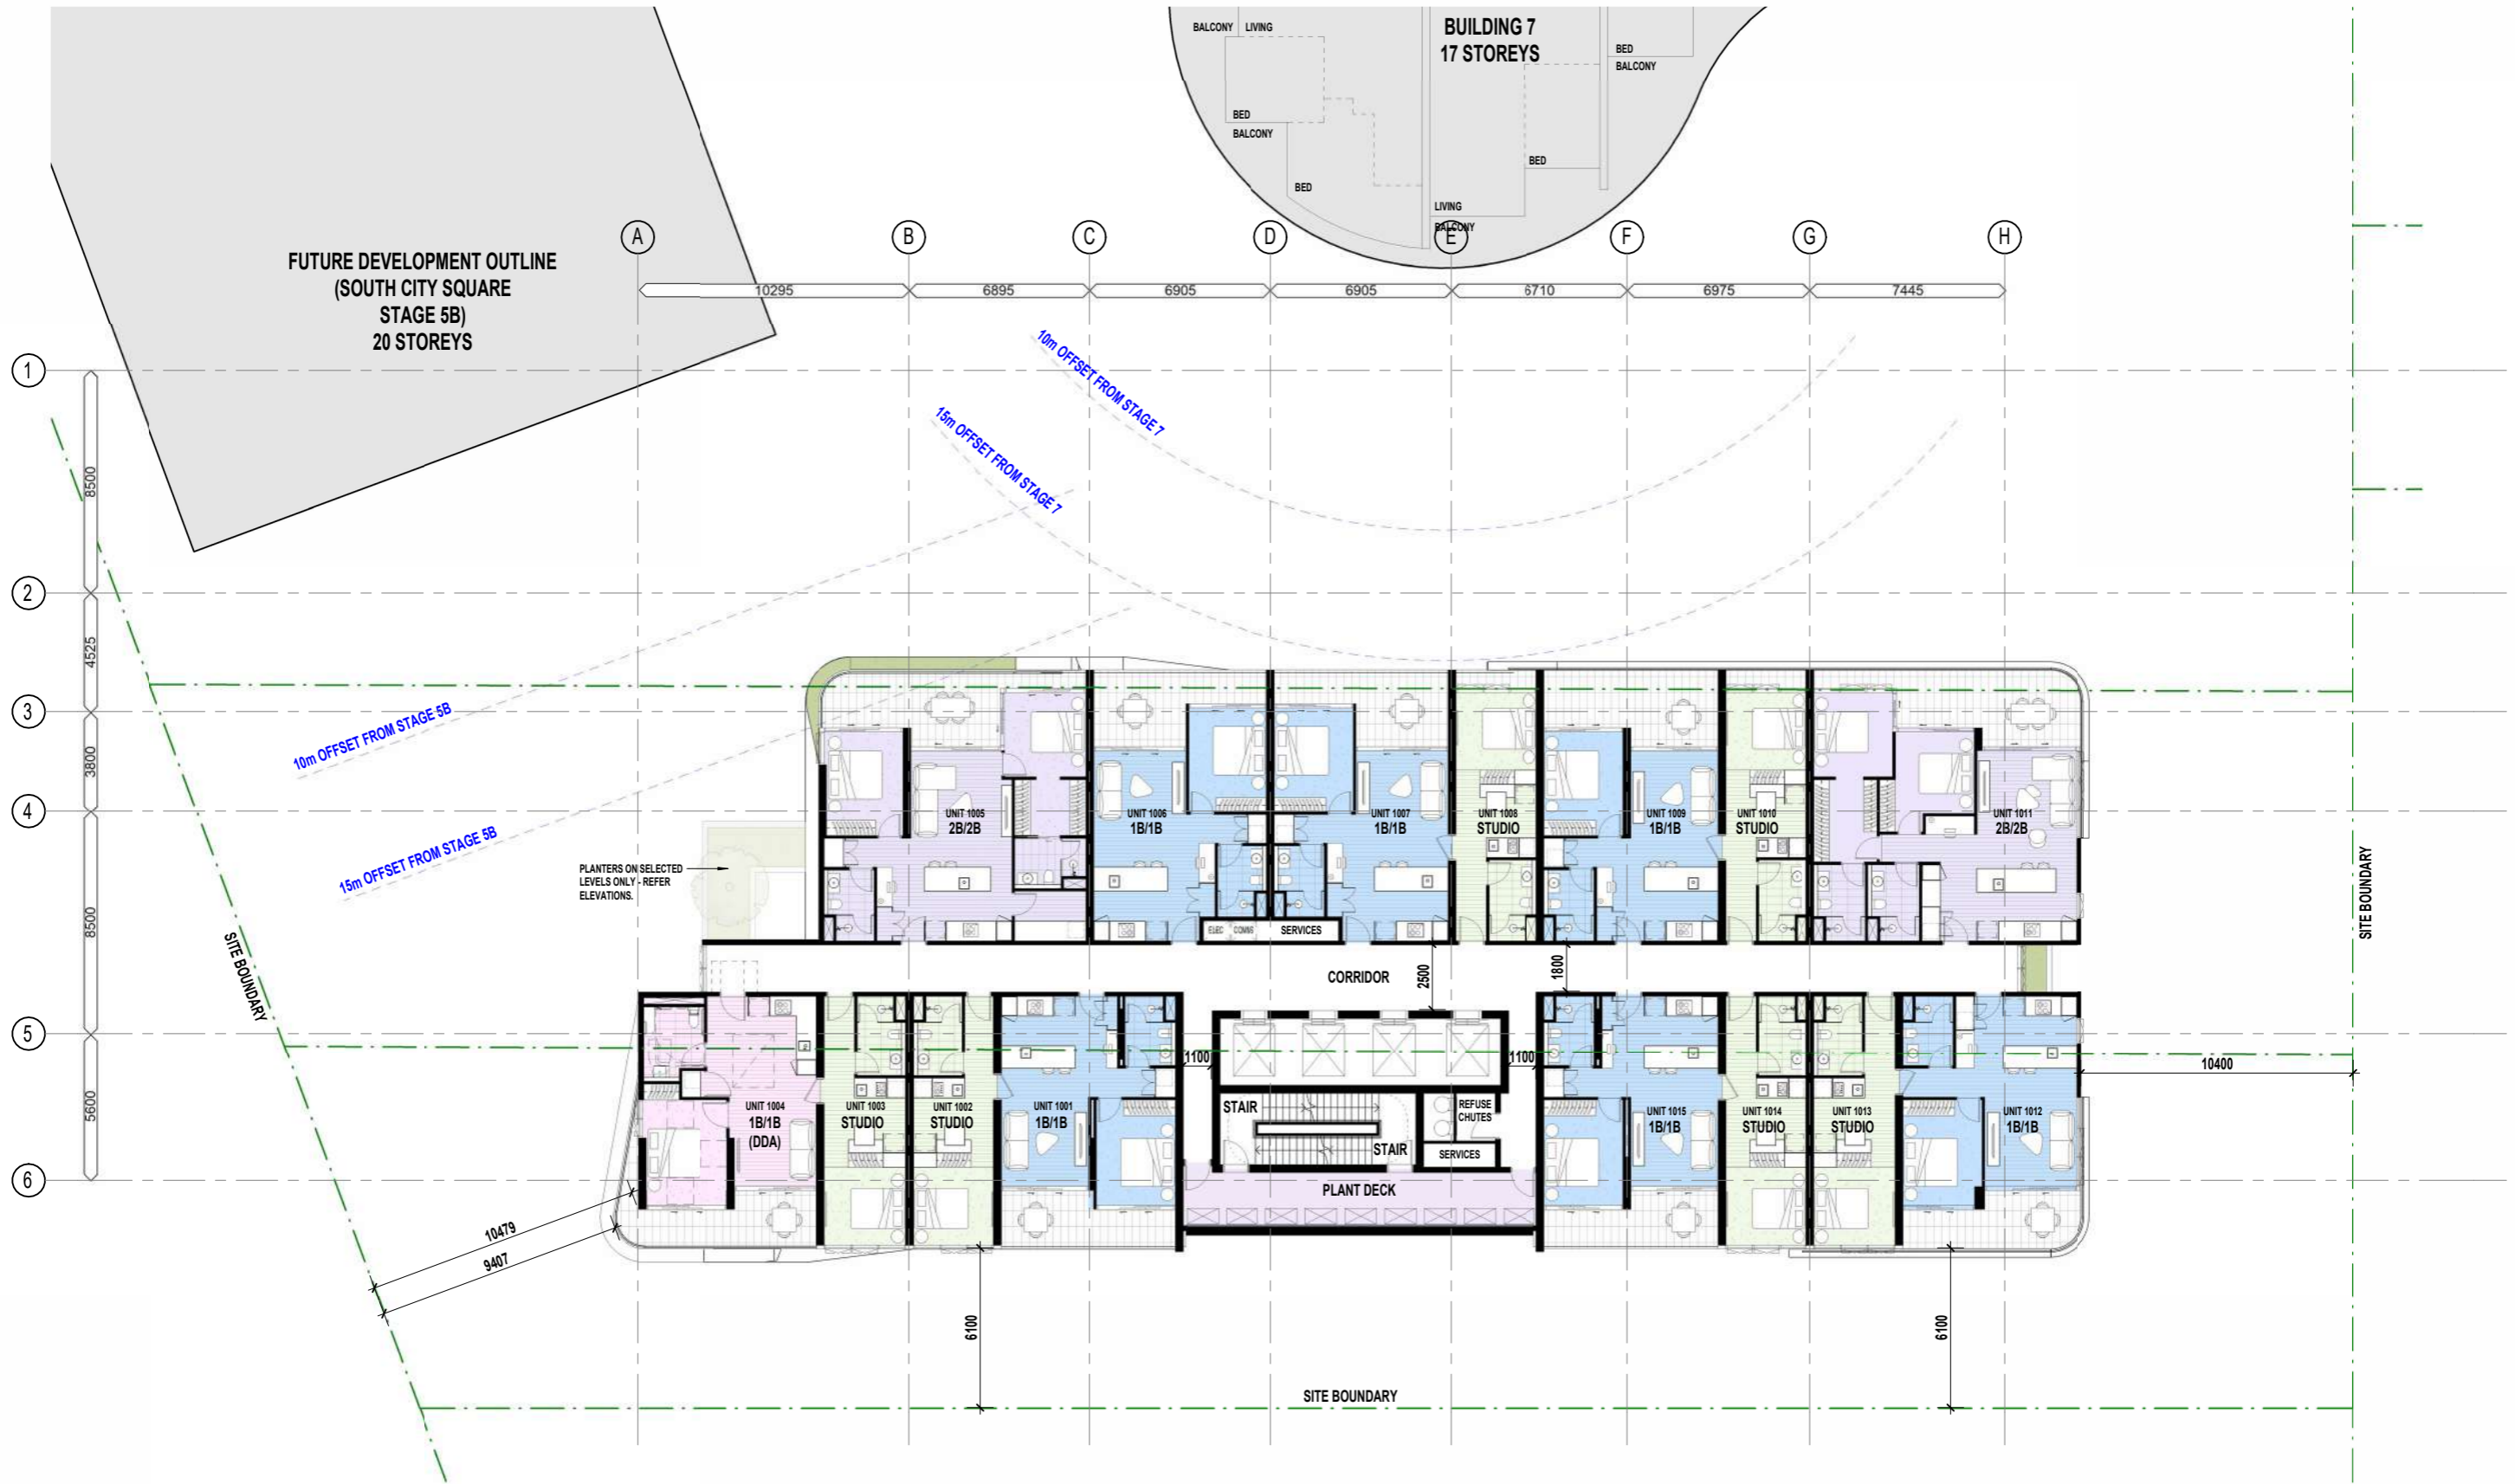 BALCONY
LIVING
BUILDING 7
17 STOREYS
BED
BALCONY
BED
BALCONY
BED
BED
LIVING
BALCONY
FUTURE DEVELOPMENT OUTLINE
(SOUTH CITY SQUARE
STAGE 5B)
20 STOREYS
A
B
C
D
E
F
G
H
10295
6895
6905
6905
6710
6975
7445
1
2
3
4
5
6
8500
4525
3800
8500
5600
10m OFFSET FROM STAGE 7
15m OFFSET FROM STAGE 7
10m OFFSET FROM STAGE 5B
15m OFFSET FROM STAGE 5B
PLANTERS ON SELECTED
LEVELS ONLY - REFER
ELEVATIONS.
UNIT 1005
2B/2B
UNIT 1006
1B/1B
UNIT 1007
1B/1B
UNIT 1008
STUDIO
UNIT 1009
1B/1B
UNIT 1010
STUDIO
UNIT 1011
2B/2B
ELEC
COMMS
SERVICES
CORRIDOR
2500
1800
SITE BOUNDARY
SITE BOUNDARY
1100
1100
10400
UNIT 1004
1B/1B
(DDA)
UNIT 1003
STUDIO
UNIT 1002
STUDIO
UNIT 1001
1B/1B
STAIR
STAIR
REFUSE
CHUTES
SERVICES
PLANT DECK
UNIT 1015
1B/1B
UNIT 1014
STUDIO
UNIT 1013
STUDIO
UNIT 1012
1B/1B
10479
9407
6100
6100
SITE BOUNDARY